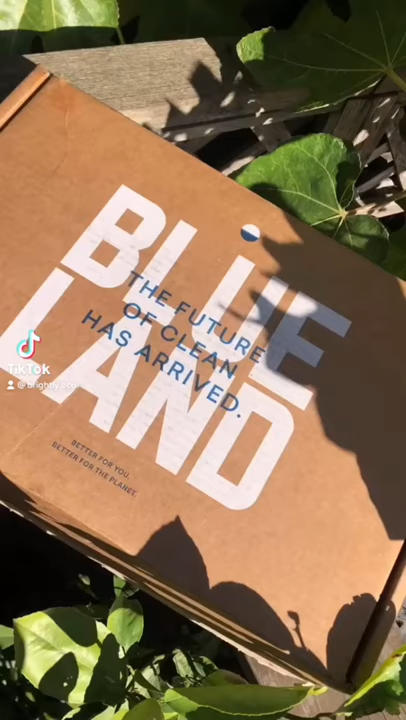 BLUE
LAND
THE FUTURE
OF CLEAN
HAS ARRIVED.
BETTER FOR YOU.
BETTER FOR THE PLANET.
TikTok